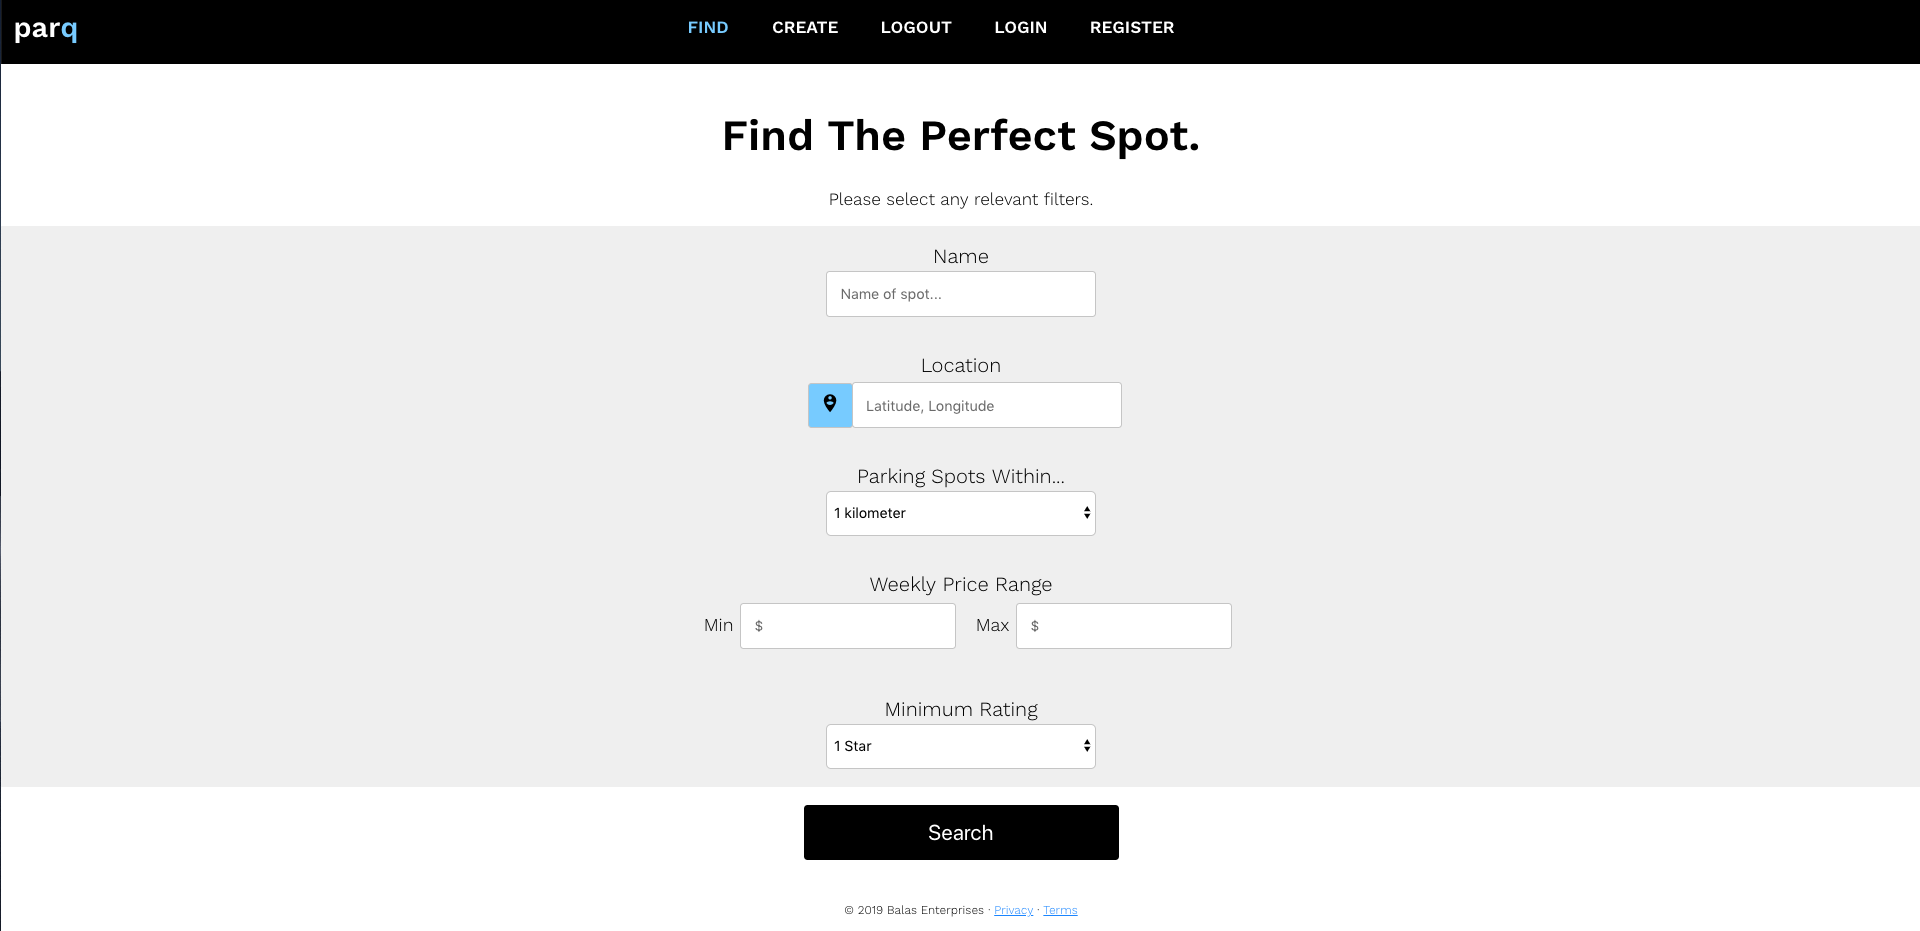 parq
FIND CREATE LOGOUT LOGIN REGISTER
Find The Perfect Spot.
Please select any relevant filters.
Name
Name of spot...
Location
Latitude, Longitude
Parking Spots Within...
1 kilometer
Weekly Price Range
Min $ Max $
Minimum Rating
1 Star
Search
© 2019 Balas Enterprises · Privacy · Terms